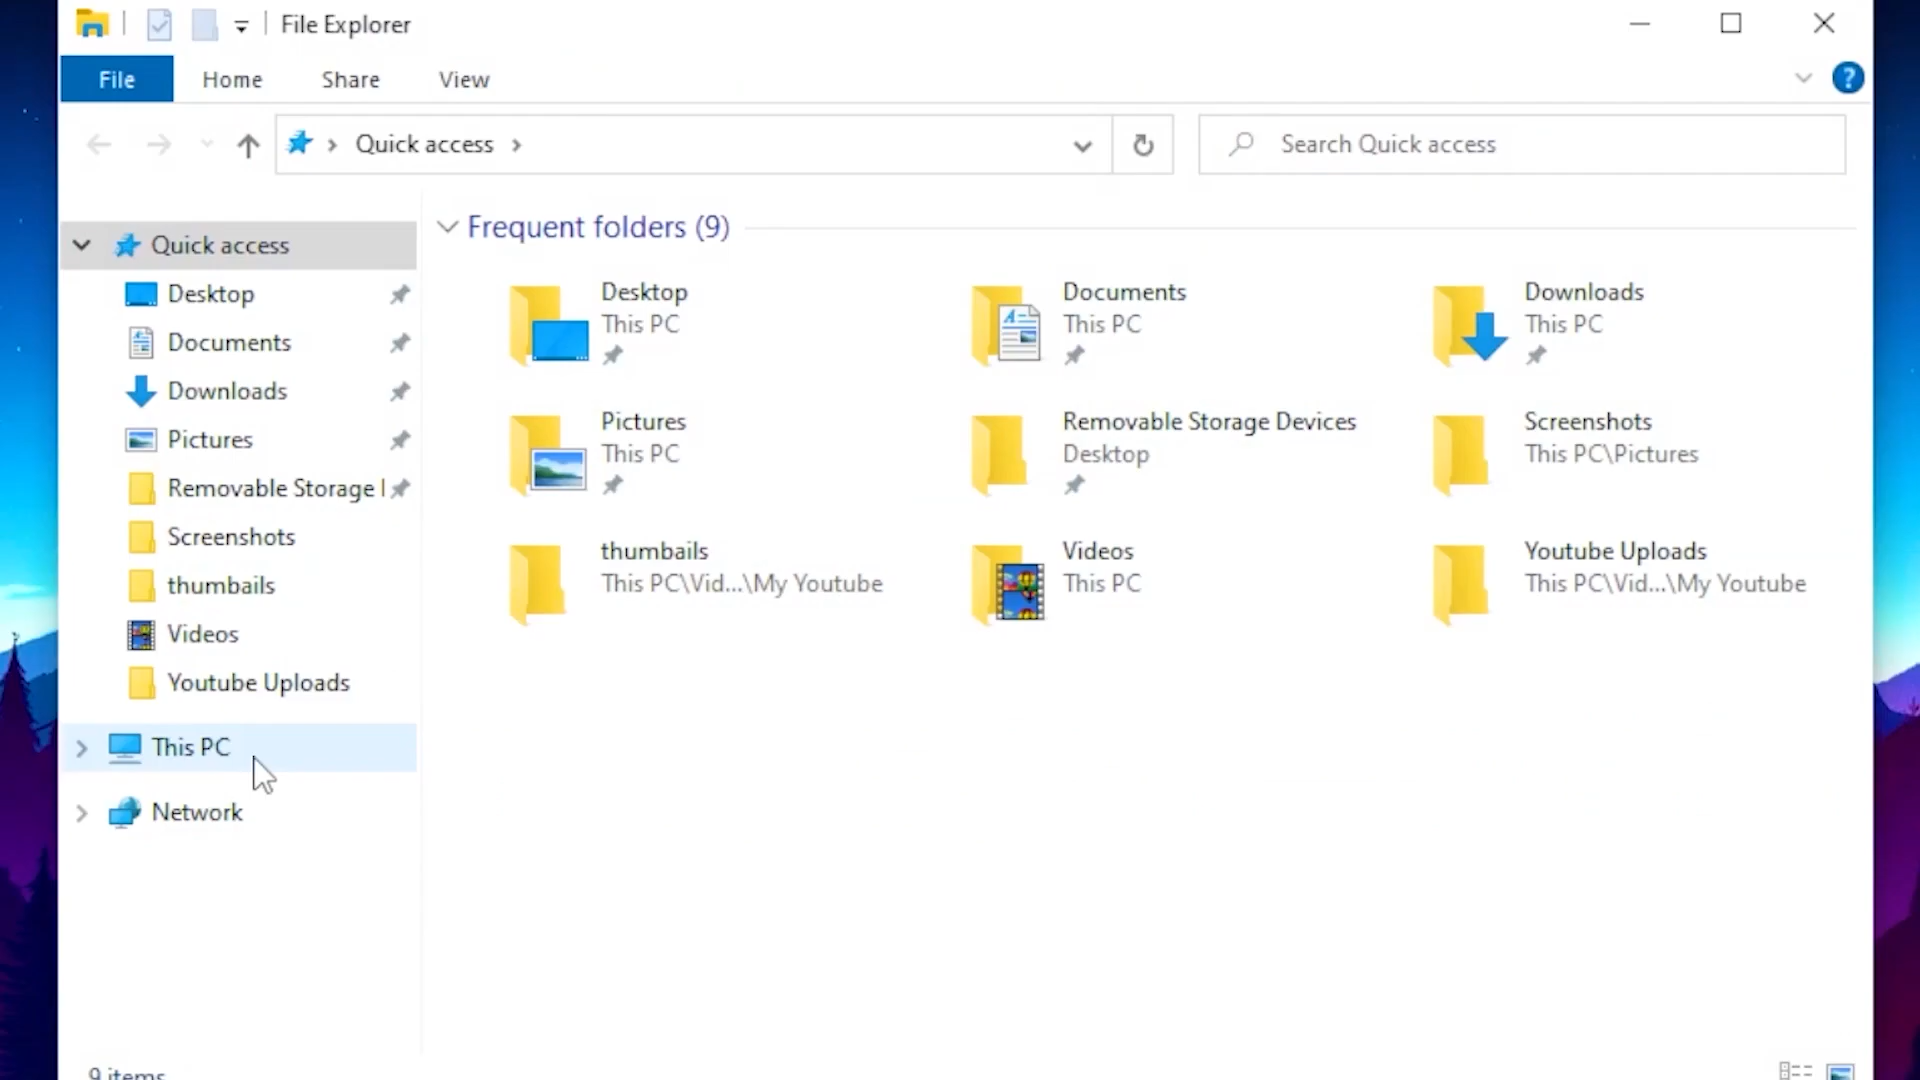 File Explorer
File
Home
Share
View
?
Quick access
Search Quick access
Quick access
Desktop
Documents
Downloads
Pictures
Removable Storage
Screenshots
thumbails
Videos
Youtube Uploads
This PC
Network
Frequent folders (9)
Desktop
This PC
Documents
This PC
Downloads
This PC
Pictures
This PC
Removable Storage Devices
Desktop
Screenshots
This PC\Pictures
thumbails
This PC\Vid...\My Youtube
Videos
This PC
Youtube Uploads
This PC\Vid...\My Youtube
9 items